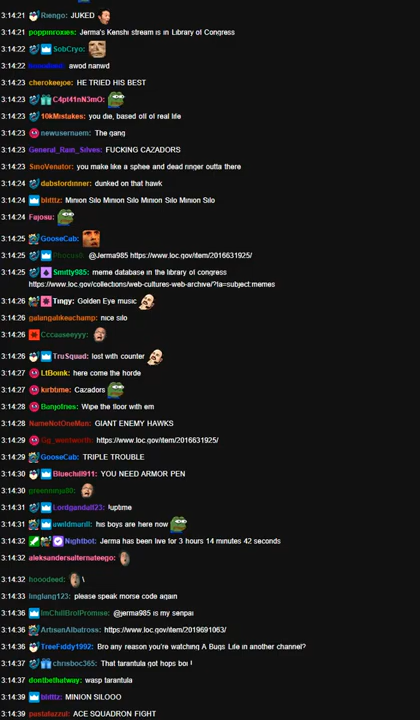 3:14:21 Riengo: JUKED
3:14:21 poppinroxies: Jerma's Kenshi stream is in Library of Congress
3:14:22 SobCryo:
3:14:22 awod nanwd
3:14:22 cherokeejoe: HE TRIED HIS BEST
3:14:23 C4pt41nN3mO:
3:14:23 10kMistakes: you die, based oll ol real life
3:14:23 newusernuem: The gang
3:14:23 General_Rain_Silves: FUCKING CAZADORS
3:14:23 SinoVenator: you make like a sphee and dead ringer outta there
3:14:24 dabslordinner: dunked on that hawk
3:14:24 blitttz: Minion Silo Minion Silo Minion Silo Minion Silo
3:14:24 Fajosu:
3:14:25 GooseCab:
3:14:25 @Jerma985 https://www.loc.gov/item/2016631925/
3:14:25 Smitty985: meme database in the library of congress
https://www.loc.gov/collections/web-cultures-web-archive/?fa=subject:memes
3:14:26 Tingy: Golden Eye music
3:14:26 galangalikeachamp: nice silo
3:14:26 Cccaaseeyyy:
3:14:26 TruSquad: lost with counter
3:14:27 LtBomk: here come the horde
3:14:27 kirbtime: Cazadors
3:14:28 Banjofries: Wipe the floor with em
3:14:28 NameNotOneMan: GIANT ENEMY HAWKS
3:14:29 Gg_wentworth: https://www.loc.gov/item/2016631925/
3:14:29 GooseCab: TRIPLE TROUBLE
3:14:30 Bluechill911: YOU NEED ARMOR PEN
3:14:30 greenninja80:
3:14:31 Lordgandalf23: !uptime
3:14:31 uwildmarill: his boys are here now
3:14:32 Nightbot: Jerma has been live for 3 hours 14 minutes 42 seconds
3:14:32 aleksandersalternateego:
3:14:32 hooodeed: \
3:14:33 linglang123: please speak morse code again
3:14:36 ImChillBrotPromise: @jerma985 is my senpai
3:14:36 ArtisanAlbatross: https://www.loc.gov/item/2019691063/
3:14:36 TreeFiddy1992: Bro any reason you're watching A Bugs Life in another channel?
3:14:37 chrisboc365: That tarantula got hops boi !
3:14:37 dontbethatwuy: wasp tarantula
3:14:39 blitttz: MINION SILOOO
3:14:39 pastafazzul: ACE SQUADRON FIGHT